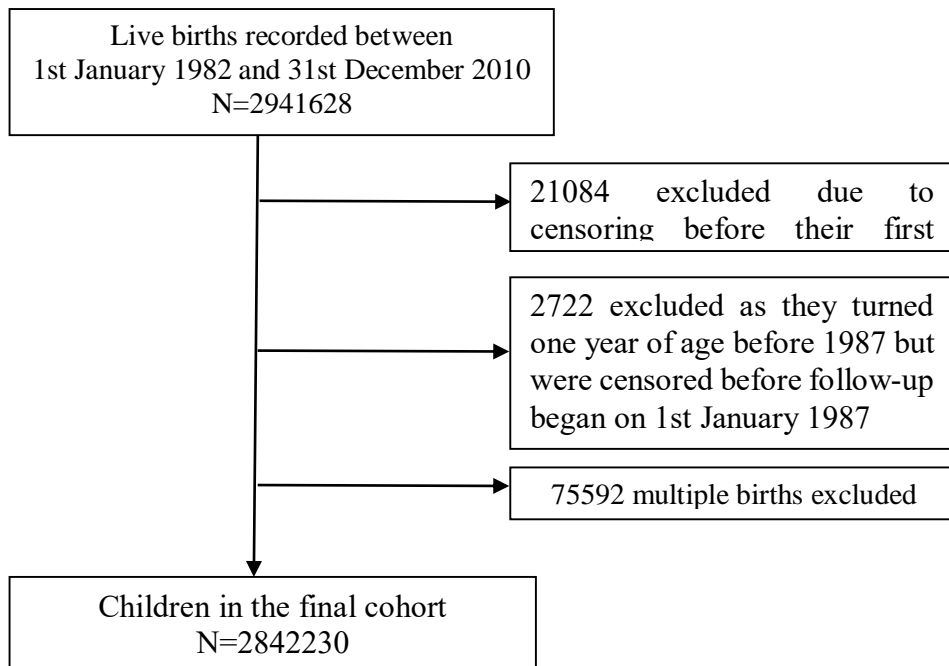 Live births recorded between
1st January 1982 and 31st December 2010
N=2941628
21084 excluded due to
censoring before their first
2722 excluded as they turned
one year of age before 1987 but
were censored before follow-up
began on 1st January 1987
75592 multiple births excluded
Children in the final cohort
N=2842230